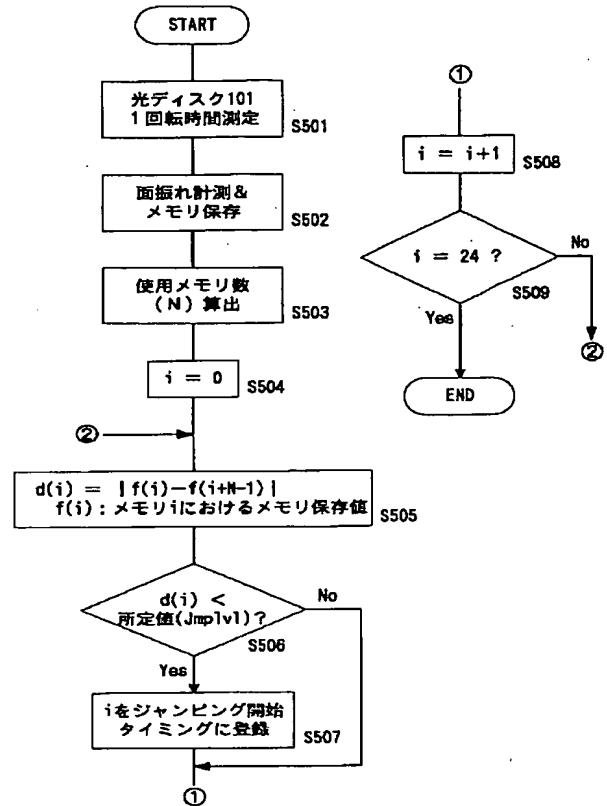 START
光ディスク101
1回転時間測定
S501
面振れ計測&
メモリ保存
S502
使用メモリ数
(N)算出
S503
i = 0
S504
②
d(i) = |f(i)-f(i+N-1)|
f(i):メモリiにおけるメモリ保存値
S505
d(i) <
所定値(Jmplvl)?
No
S506
Yes
iをジャンピング開始
タイミングに登録
S507
①
①
i = i+1
S508
i = 24 ?
No
S509
Yes
②
END